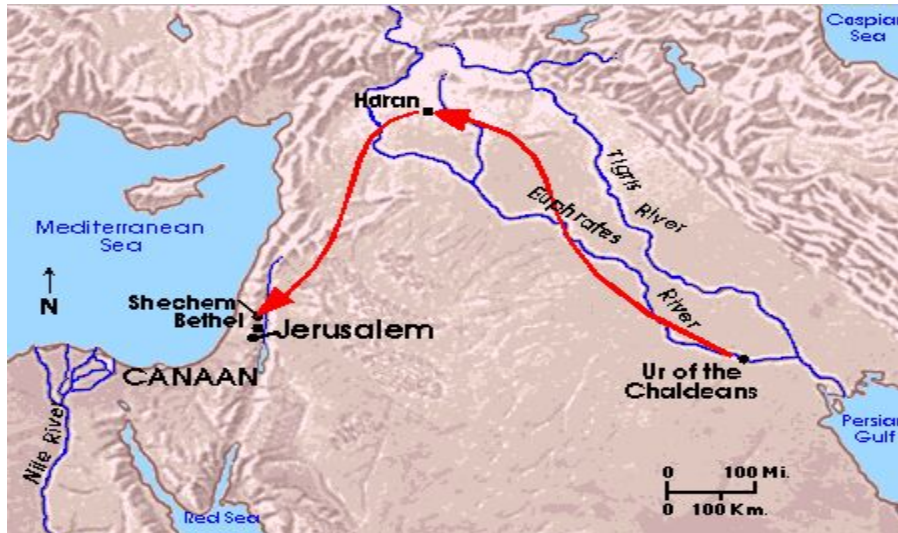 Caspian
Sea
Haran
Tigris
River
Euphrates
River
Mediterranean
Sea
N
Shechem
Bethel
Jerusalem
CANAAN
Ur of the
Chaldeans
Nile River
Red Sea
Persian
Gulf
0 100 Mi.
0 100 Km.